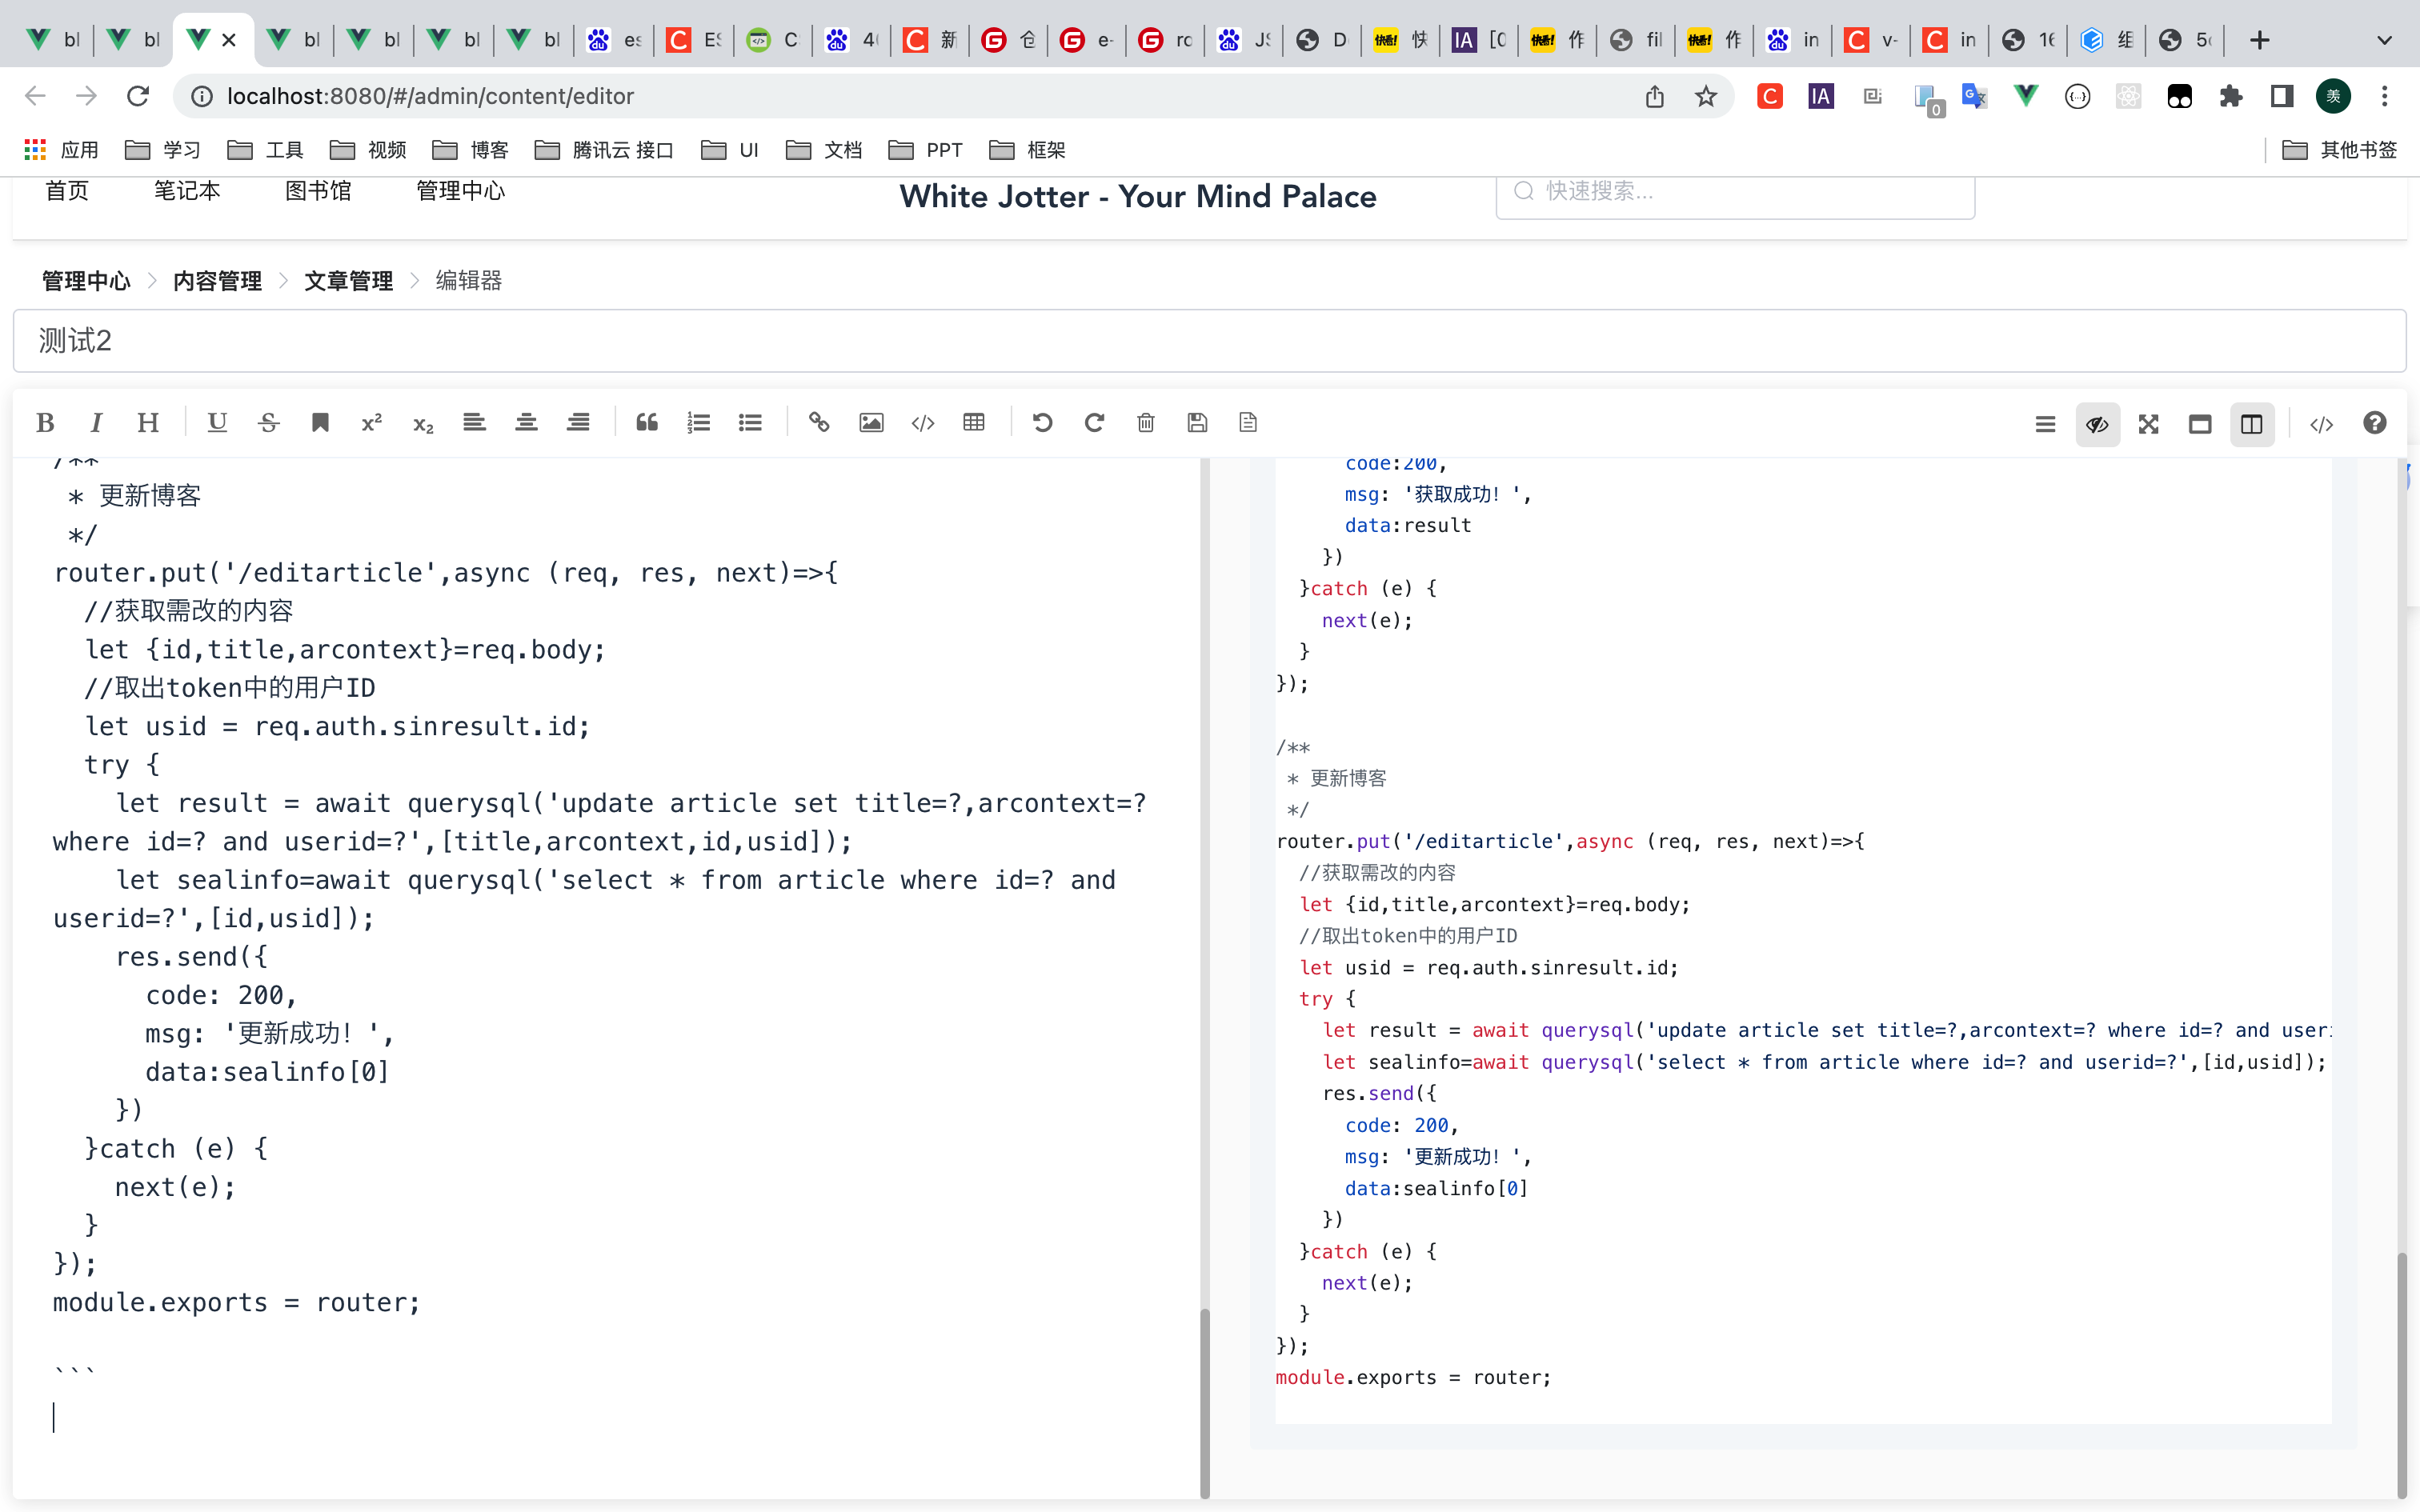 bl bl bl bl bl bl es ES C 4( 新 仓 e- ro JS D 快 [0 作 fil 作 in v- in 16 组 5(
localhost:8080/#/admin/content/editor
应用 学习 工具 视频 博客 腾讯云 接口 UI 文档 PPT 框架 其他书签
首页 笔记本 图书馆 管理中心 White Jotter - Your Mind Palace 快速搜索...
管理中心 内容管理 文章管理 编辑器
测试2
/**
 * 更新博客
 */
router.put('/editarticle',async (req, res, next)=>{
  //获取需改的内容
  let {id,title,arcontext}=req.body;
  //取出token中的用户ID
  let usid = req.auth.sinresult.id;
  try {
    let result = await querysql('update article set title=?,arcontext=?
where id=? and userid=?',[title,arcontext,id,usid]);
    let sealinfo=await querysql('select * from article where id=? and
userid=?',[id,usid]);
    res.send({
      code: 200,
      msg: '更新成功！',
      data:sealinfo[0]
    })
  }catch (e) {
    next(e);
  }
});
module.exports = router;
```
      code:200,
      msg: '获取成功！',
      data:result
    })
  }catch (e) {
    next(e);
  }
});
/**
 * 更新博客
 */
router.put('/editarticle',async (req, res, next)=>{
  //获取需改的内容
  let {id,title,arcontext}=req.body;
  //取出token中的用户ID
  let usid = req.auth.sinresult.id;
  try {
    let result = await querysql('update article set title=?,arcontext=? where id=? and useri
    let sealinfo=await querysql('select * from article where id=? and userid=?',[id,usid]);
    res.send({
      code: 200,
      msg: '更新成功！',
      data:sealinfo[0]
    })
  }catch (e) {
    next(e);
  }
});
module.exports = router;